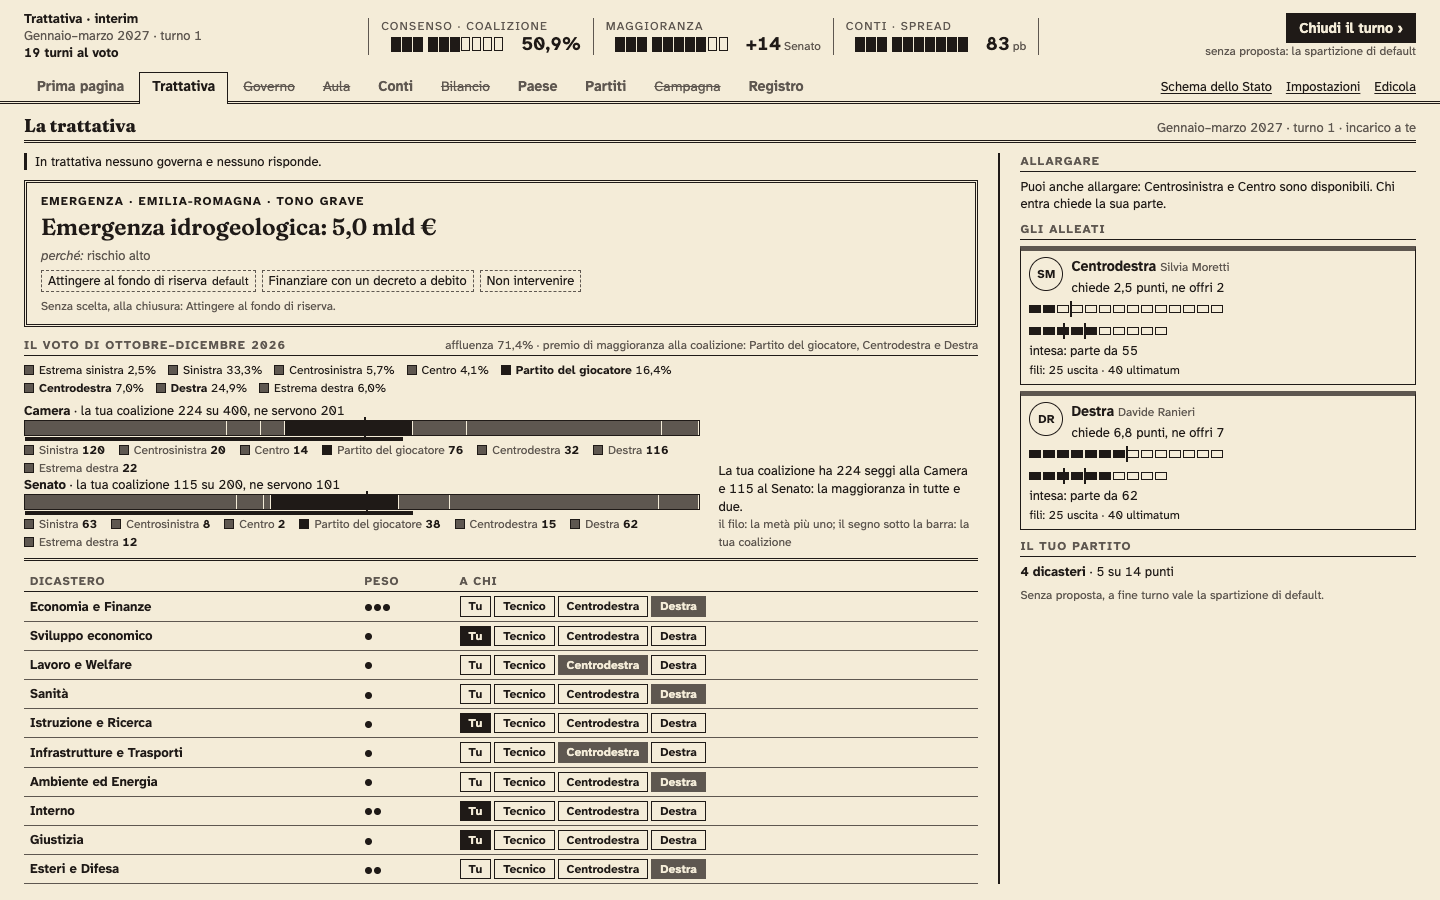 Trattativa · interim
Gennaio–marzo 2027 · turno 1
19 turni al voto
CONSENSO · COALIZIONE
50,9%
MAGGIORANZA
+14 Senato
CONTI · SPREAD
83 pb
Chiudi il turno ›
senza proposta: la spartizione di default
Prima pagina
Trattativa
Governo
Aula
Conti
Bilancio
Paese
Partiti
Campagna
Registro
Schema dello Stato
Impostazioni
Edicola
La trattativa
Gennaio–marzo 2027 · turno 1 · incarico a te
In trattativa nessuno governa e nessuno risponde.
EMERGENZA · EMILIA-ROMAGNA · TONO GRAVE
Emergenza idrogeologica: 5,0 mld €
perché: rischio alto
Attingere al fondo di riserva default
Finanziare con un decreto a debito
Non intervenire
Senza scelta, alla chiusura: Attingere al fondo di riserva.
IL VOTO DI OTTOBRE–DICEMBRE 2026
affluenza 71,4% · premio di maggioranza alla coalizione: Partito del giocatore, Centrodestra e Destra
Estrema sinistra 2,5% Sinistra 33,3% Centrosinistra 5,7% Centro 4,1% Partito del giocatore 16,4%
Centrodestra 7,0% Destra 24,9% Estrema destra 6,0%
Camera · la tua coalizione 224 su 400, ne servono 201
Sinistra 120 Centrosinistra 20 Centro 14 Partito del giocatore 76 Centrodestra 32 Destra 116
Estrema destra 22
Senato · la tua coalizione 115 su 200, ne servono 101
Sinistra 63 Centrosinistra 8 Centro 2 Partito del giocatore 38 Centrodestra 15 Destra 62
Estrema destra 12
La tua coalizione ha 224 seggi alla Camera
e 115 al Senato: la maggioranza in tutte e
due.
il filo: la metà più uno; il segno sotto la barra: la
tua coalizione
DICASTERO PESO A CHI
Economia e Finanze Tu Tecnico Centrodestra Destra
Sviluppo economico Tu Tecnico Centrodestra Destra
Lavoro e Welfare Tu Tecnico Centrodestra Destra
Sanità Tu Tecnico Centrodestra Destra
Istruzione e Ricerca Tu Tecnico Centrodestra Destra
Infrastrutture e Trasporti Tu Tecnico Centrodestra Destra
Ambiente ed Energia Tu Tecnico Centrodestra Destra
Interno Tu Tecnico Centrodestra Destra
Giustizia Tu Tecnico Centrodestra Destra
Esteri e Difesa Tu Tecnico Centrodestra Destra
ALLARGARE
Puoi anche allargare: Centrosinistra e Centro sono disponibili. Chi
entra chiede la sua parte.
GLI ALLEATI
SM
Centrodestra Silvia Moretti
chiede 2,5 punti, ne offri 2
intesa: parte da 55
fili: 25 uscita · 40 ultimatum
DR
Destra Davide Ranieri
chiede 6,8 punti, ne offri 7
intesa: parte da 62
fili: 25 uscita · 40 ultimatum
IL TUO PARTITO
4 dicasteri · 5 su 14 punti
Senza proposta, a fine turno vale la spartizione di default.